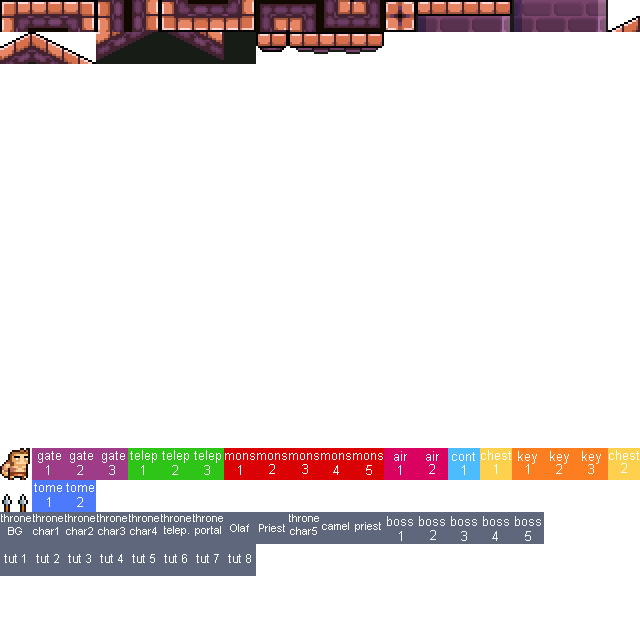 gate gate gate telep telep telep mons mons mons mons mons air air cont chest key key key chest
1 2 3 1 2 3 1 2 3 4 5 1 2 1 1 1 2 3 2
tome tome
1 2
throne throne throne throne throne throne throne Olaf Priest throne camel priest boss boss boss boss boss
BG char1 char2 char3 char4 telep. portal char5 1 2 3 4 5
tut 1 tut 2 tut 3 tut 4 tut 5 tut 6 tut 7 tut 8